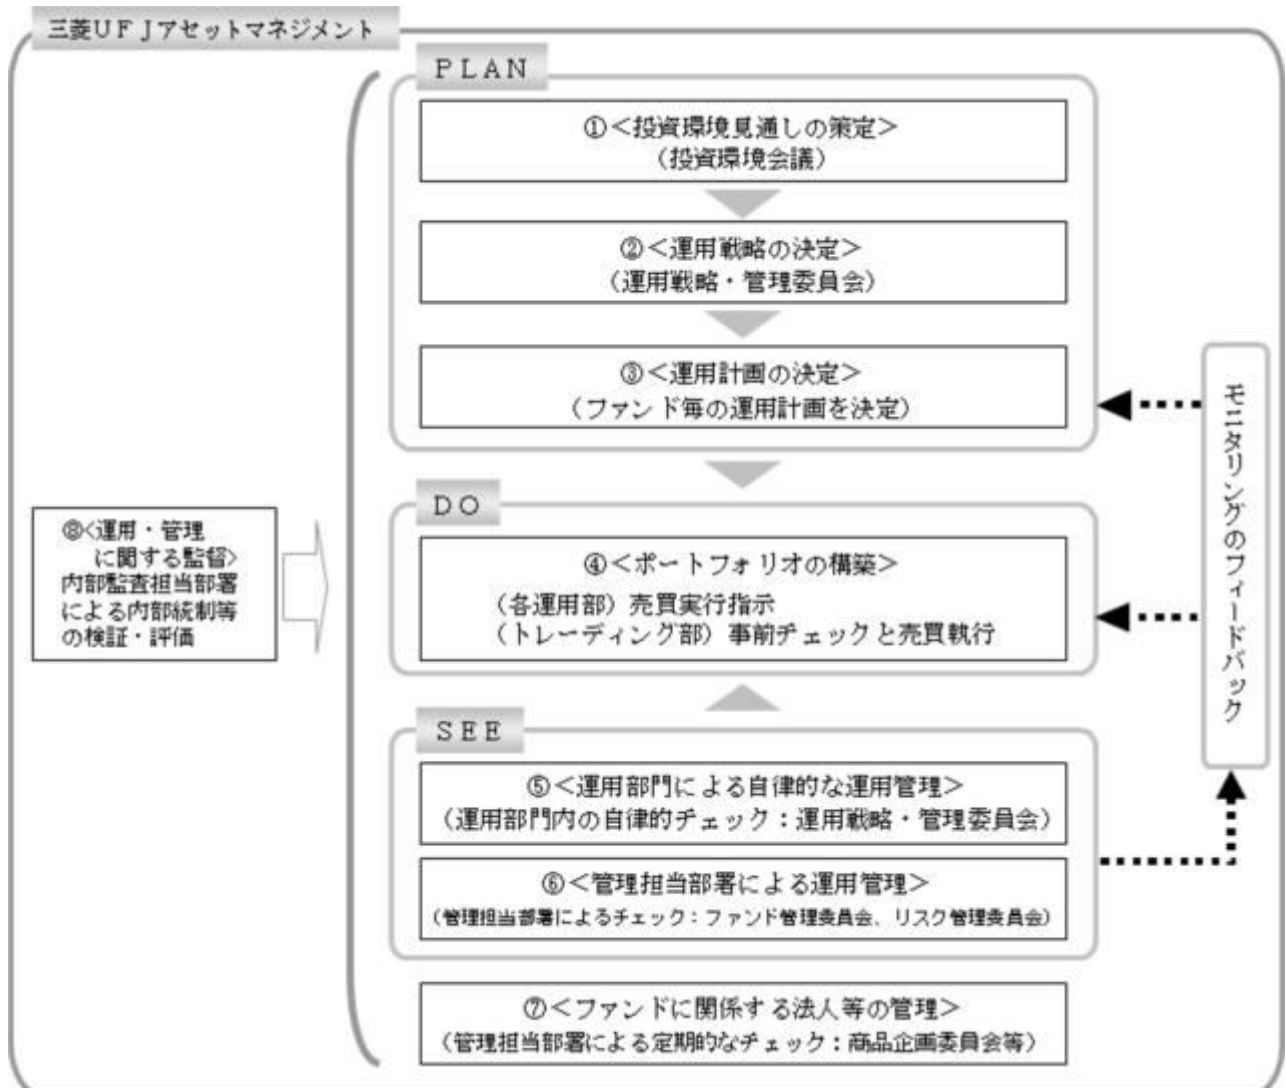 三菱ＵＦＪアセットマネジメント
ＰＬＡＮ
①＜投資環境見通しの策定＞
（投資環境会議）
②＜運用戦略の決定＞
（運用戦略・管理委員会）
③＜運用計画の決定＞
（ファンド毎の運用計画を決定）
ＤＯ
④＜ポートフォリオの構築＞
（各運用部）売買実行指示
（トレーディング部）事前チェックと売買執行
ＳＥＥ
⑤＜運用部門による自律的な運用管理＞
（運用部門内の自律的チェック：運用戦略・管理委員会）
⑥＜管理担当部署による運用管理＞
（管理担当部署によるチェック：ファンド管理委員会、リスク管理委員会）
⑦＜ファンドに関係する法人等の管理＞
（管理担当部署による定期的なチェック：商品企画委員会等）
⑧＜運用・管理
に関する監督＞
内部監査担当部署
による内部統制等
の検証・評価
モニタリングのフィードバック